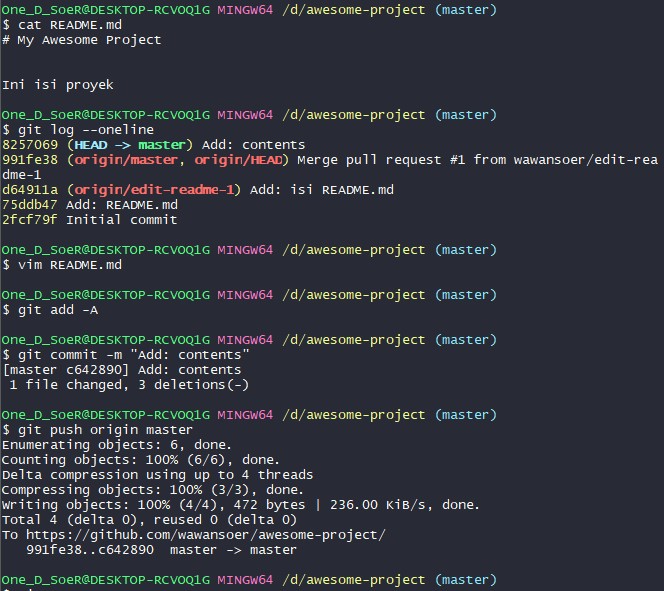 One_D_SoeR@DESKTOP-RCVOQ1G MINGW64 /d/awesome-project (master)
$ cat README.md
# My Awesome Project
Ini isi proyek
One_D_SoeR@DESKTOP-RCVOQ1G MINGW64 /d/awesome-project (master)
$ git log --oneline
8257069 (HEAD -> master) Add: contents
991fe38 (origin/master, origin/HEAD) Merge pull request #1 from wawansoer/edit-rea
dme-1
d64911a (origin/edit-readme-1) Add: isi README.md
75ddb47 Add: README.md
2fcf79f Initial commit
One_D_SoeR@DESKTOP-RCVOQ1G MINGW64 /d/awesome-project (master)
$ vim README.md
One_D_SoeR@DESKTOP-RCVOQ1G MINGW64 /d/awesome-project (master)
$ git add -A
One_D_SoeR@DESKTOP-RCVOQ1G MINGW64 /d/awesome-project (master)
$ git commit -m "Add: contents"
[master c642890] Add: contents
 1 file changed, 3 deletions(-)
One_D_SoeR@DESKTOP-RCVOQ1G MINGW64 /d/awesome-project (master)
$ git push origin master
Enumerating objects: 6, done.
Counting objects: 100% (6/6), done.
Delta compression using up to 4 threads
Compressing objects: 100% (3/3), done.
Writing objects: 100% (4/4), 472 bytes | 236.00 KiB/s, done.
Total 4 (delta 0), reused 0 (delta 0)
To https://github.com/wawansoer/awesome-project/
   991fe38..c642890  master -> master
One_D_SoeR@DESKTOP-RCVOQ1G MINGW64 /d/awesome-project (master)